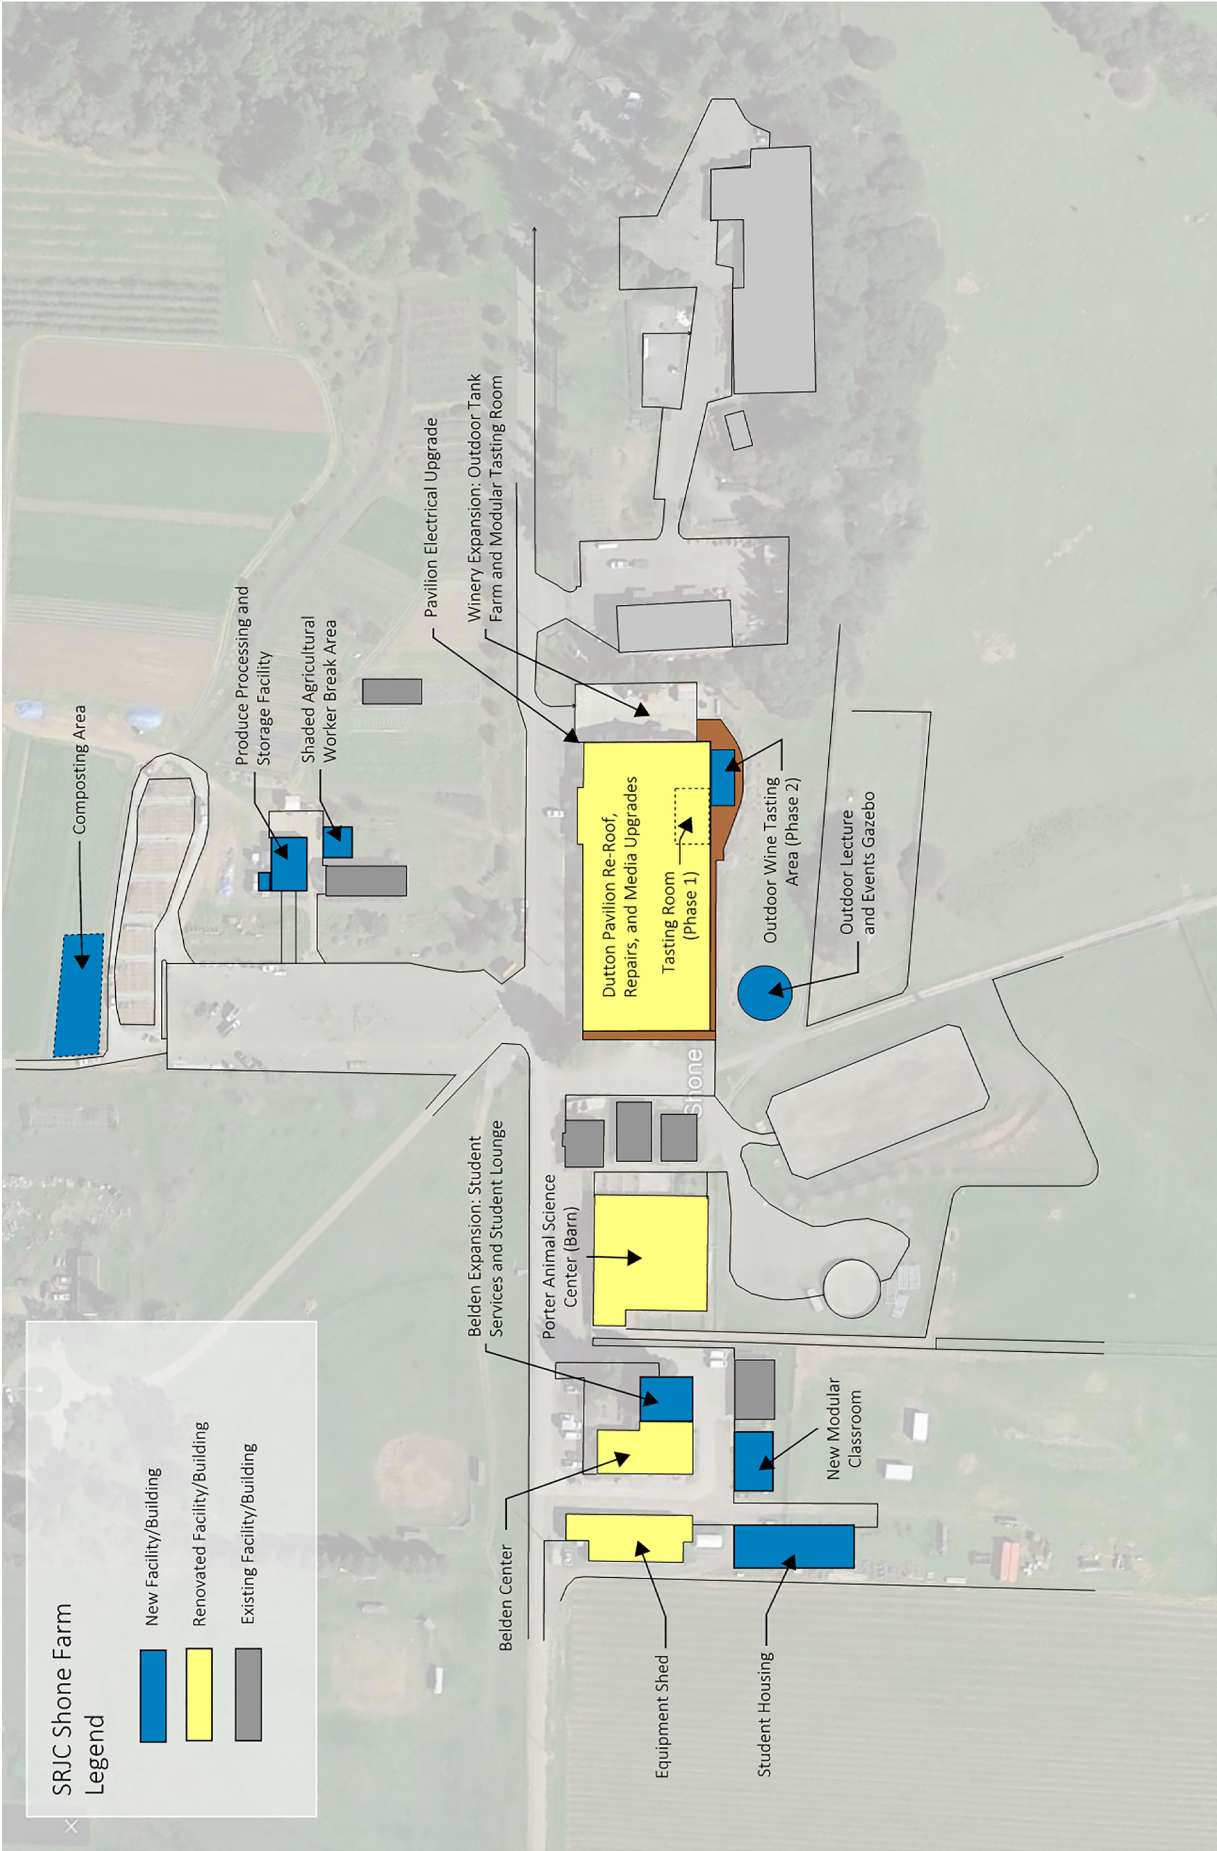 SRJC Shone Farm
Legend
New Facility/Building
Renovated Facility/Building
Existing Facility/Building
Composting Area
Produce Processing and
Storage Facility
Shaded Agricultural
Worker Break Area
Pavilion Electrical Upgrade
Winery Expansion: Outdoor Tank
Farm and Modular Tasting Room
Belden Expansion: Student
Services and Student Lounge
Belden Center
Porter Animal Science
Center (Barn)
Dutton Pavilion Re-Roof,
Repairs, and Media Upgrades
Tasting Room
(Phase 1)
Shone
Equipment Shed
Student Housing
New Modular
Classroom
Outdoor Wine Tasting
Area (Phase 2)
Outdoor Lecture
and Events Gazebo